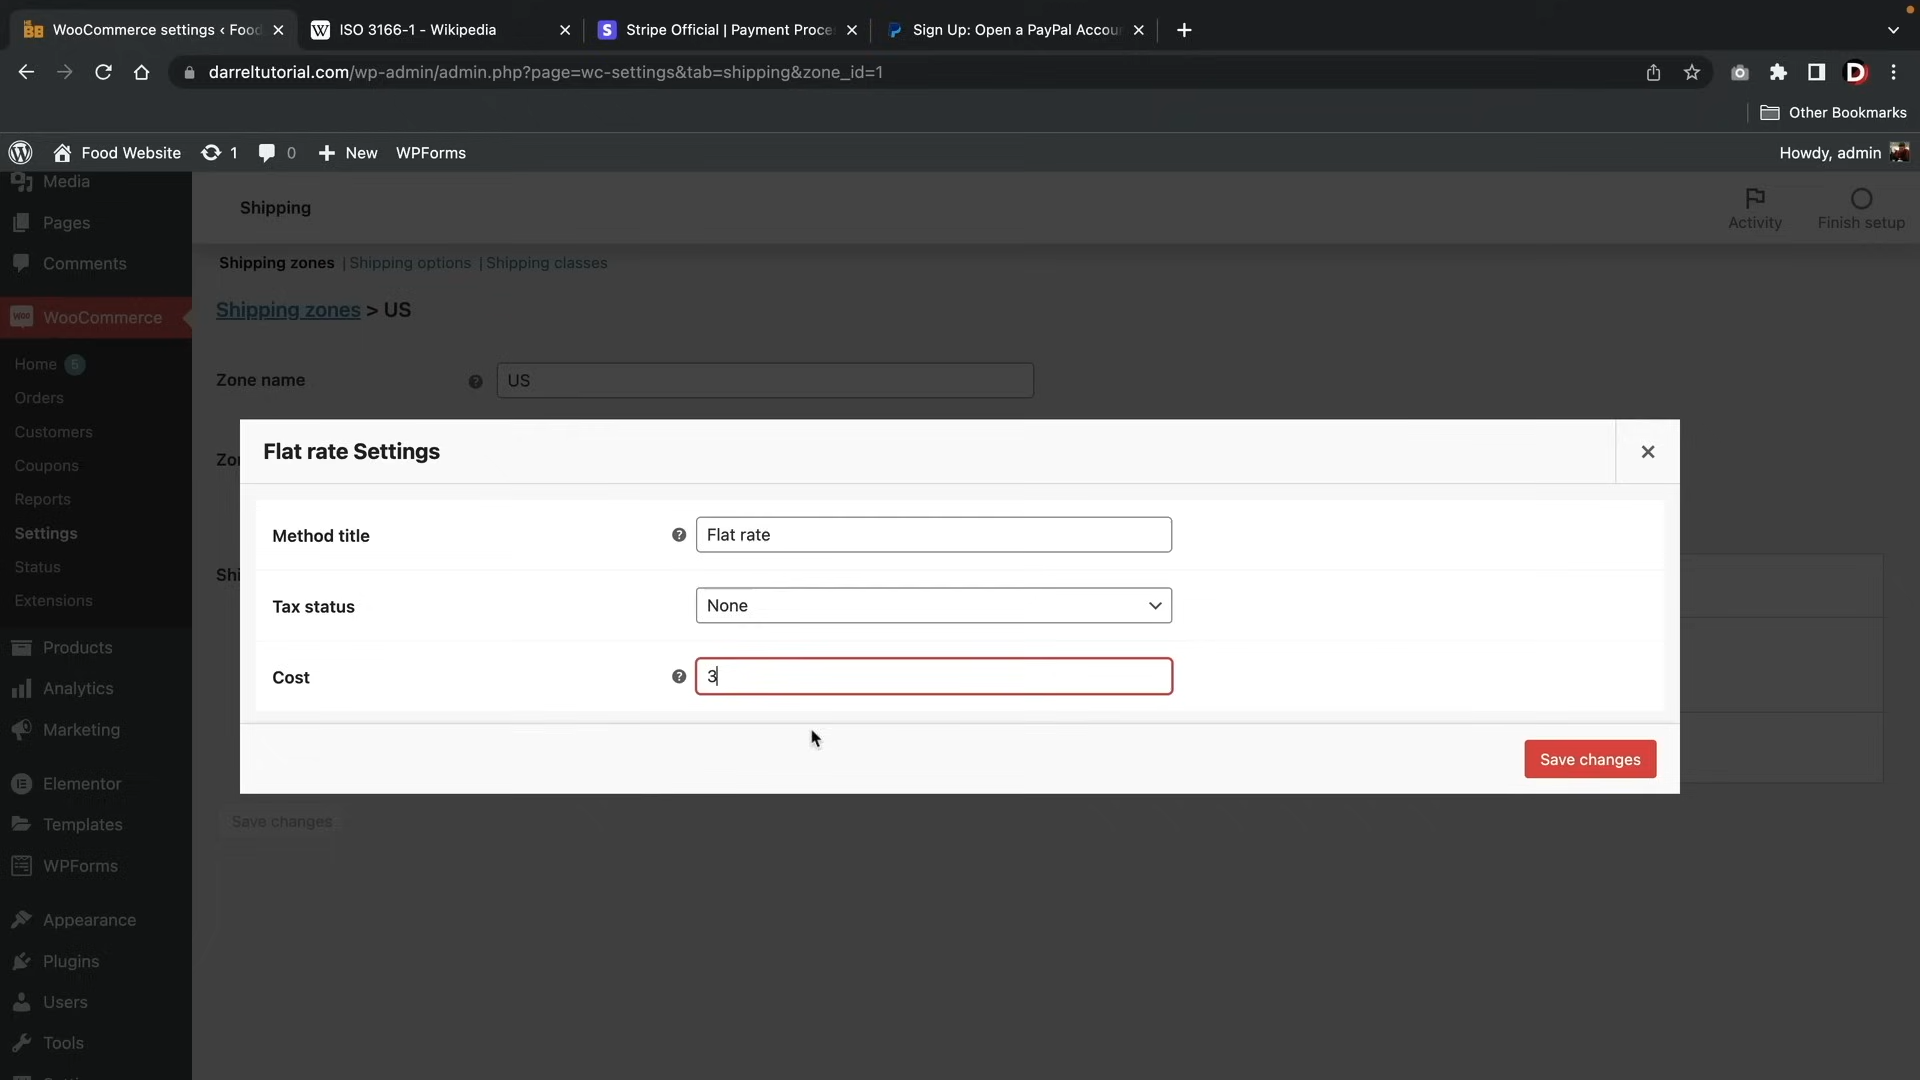 WooCommerce settings ‹ Food
ISO 3166-1 - Wikipedia
Stripe Official | Payment Proce
Sign Up: Open a PayPal Accou
darreltutorial.com/wp-admin/admin.php?page=wc-settings&tab=shipping&zone_id=1
Other Bookmarks
Food Website 1 0 New WPForms
Howdy, admin
Media
Pages
Comments
WooCommerce
Home 5
Orders
Customers
Coupons
Reports
Settings
Status
Extensions
Products
Analytics
Marketing
Elementor
Templates
WPForms
Appearance
Plugins
Users
Tools
Shipping
Activity
Finish setup
Shipping zones | Shipping options | Shipping classes
Shipping zones > US
Zone name US
Flat rate Settings
Method title Flat rate
Tax status None
Cost 3
Save changes
Save changes